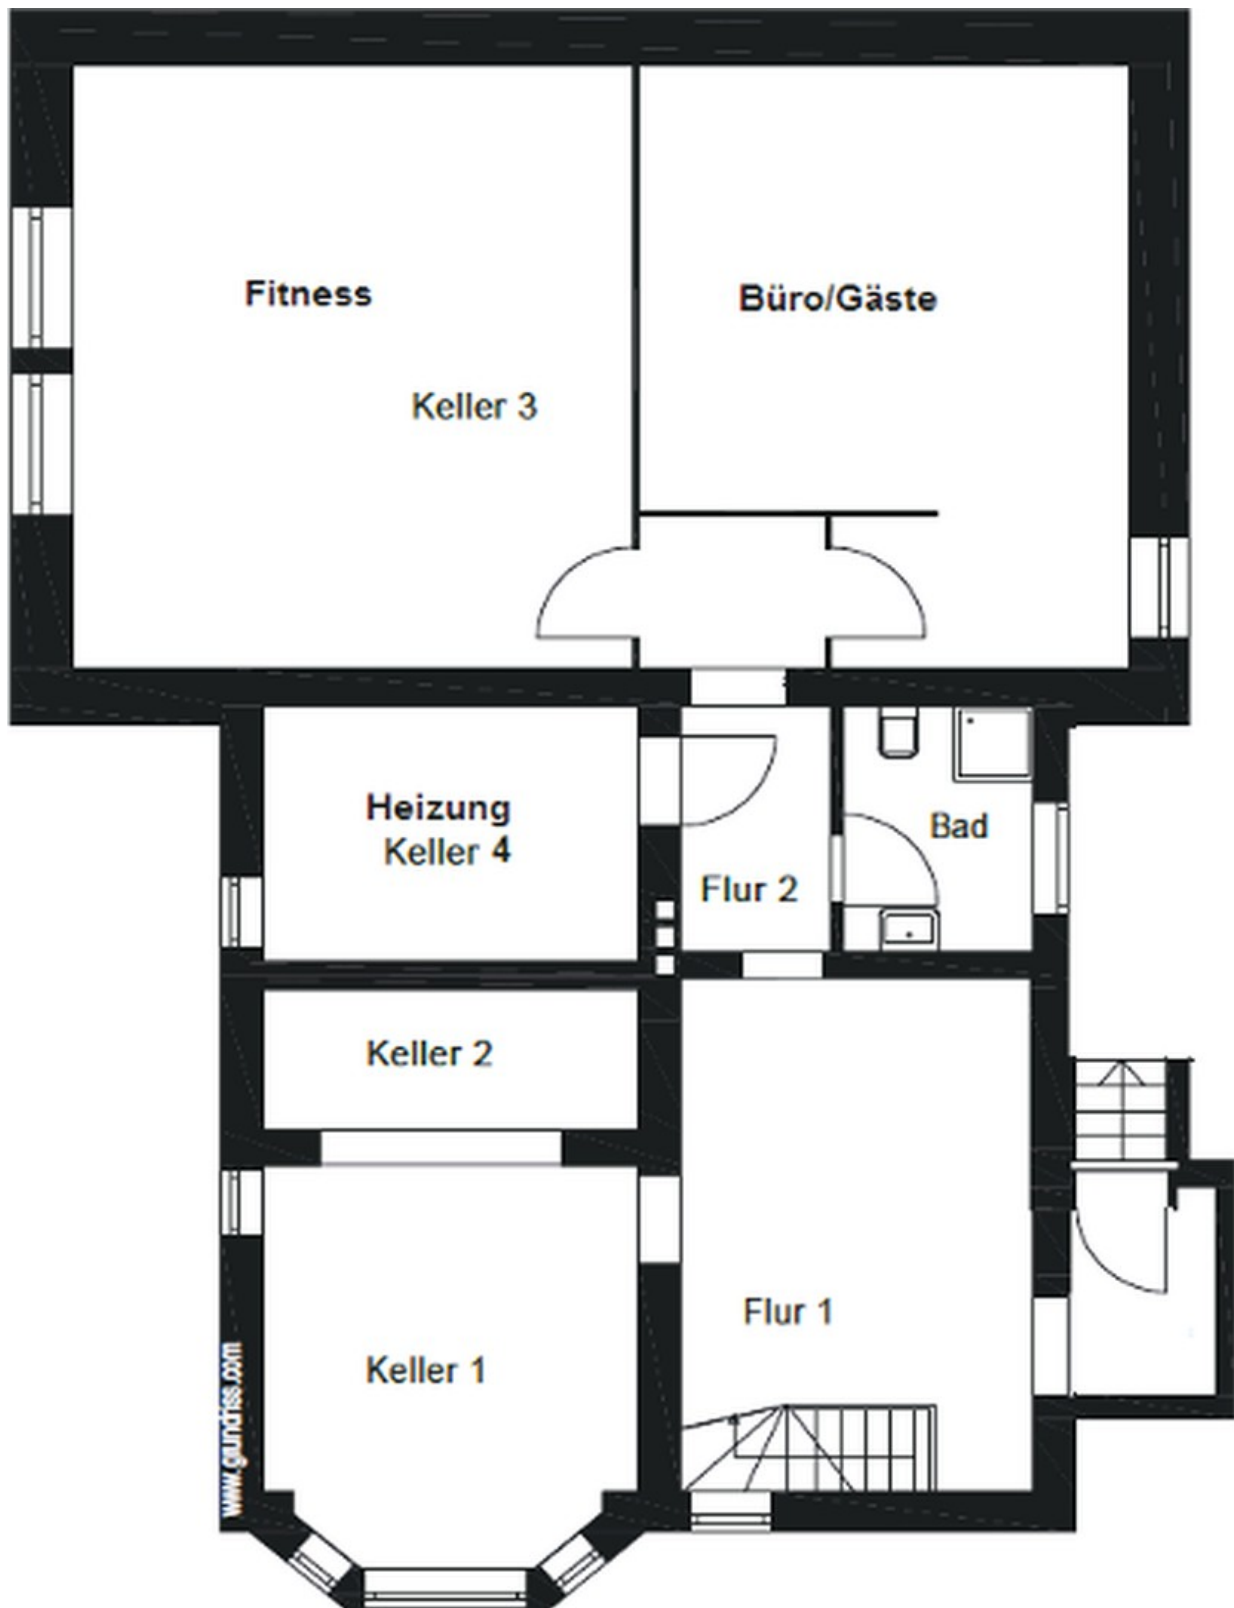 Fitness
Büro/Gäste
Keller 3
Heizung
Keller 4
Bad
Flur 2
Keller 2
Flur 1
Keller 1
www.grundriss.com